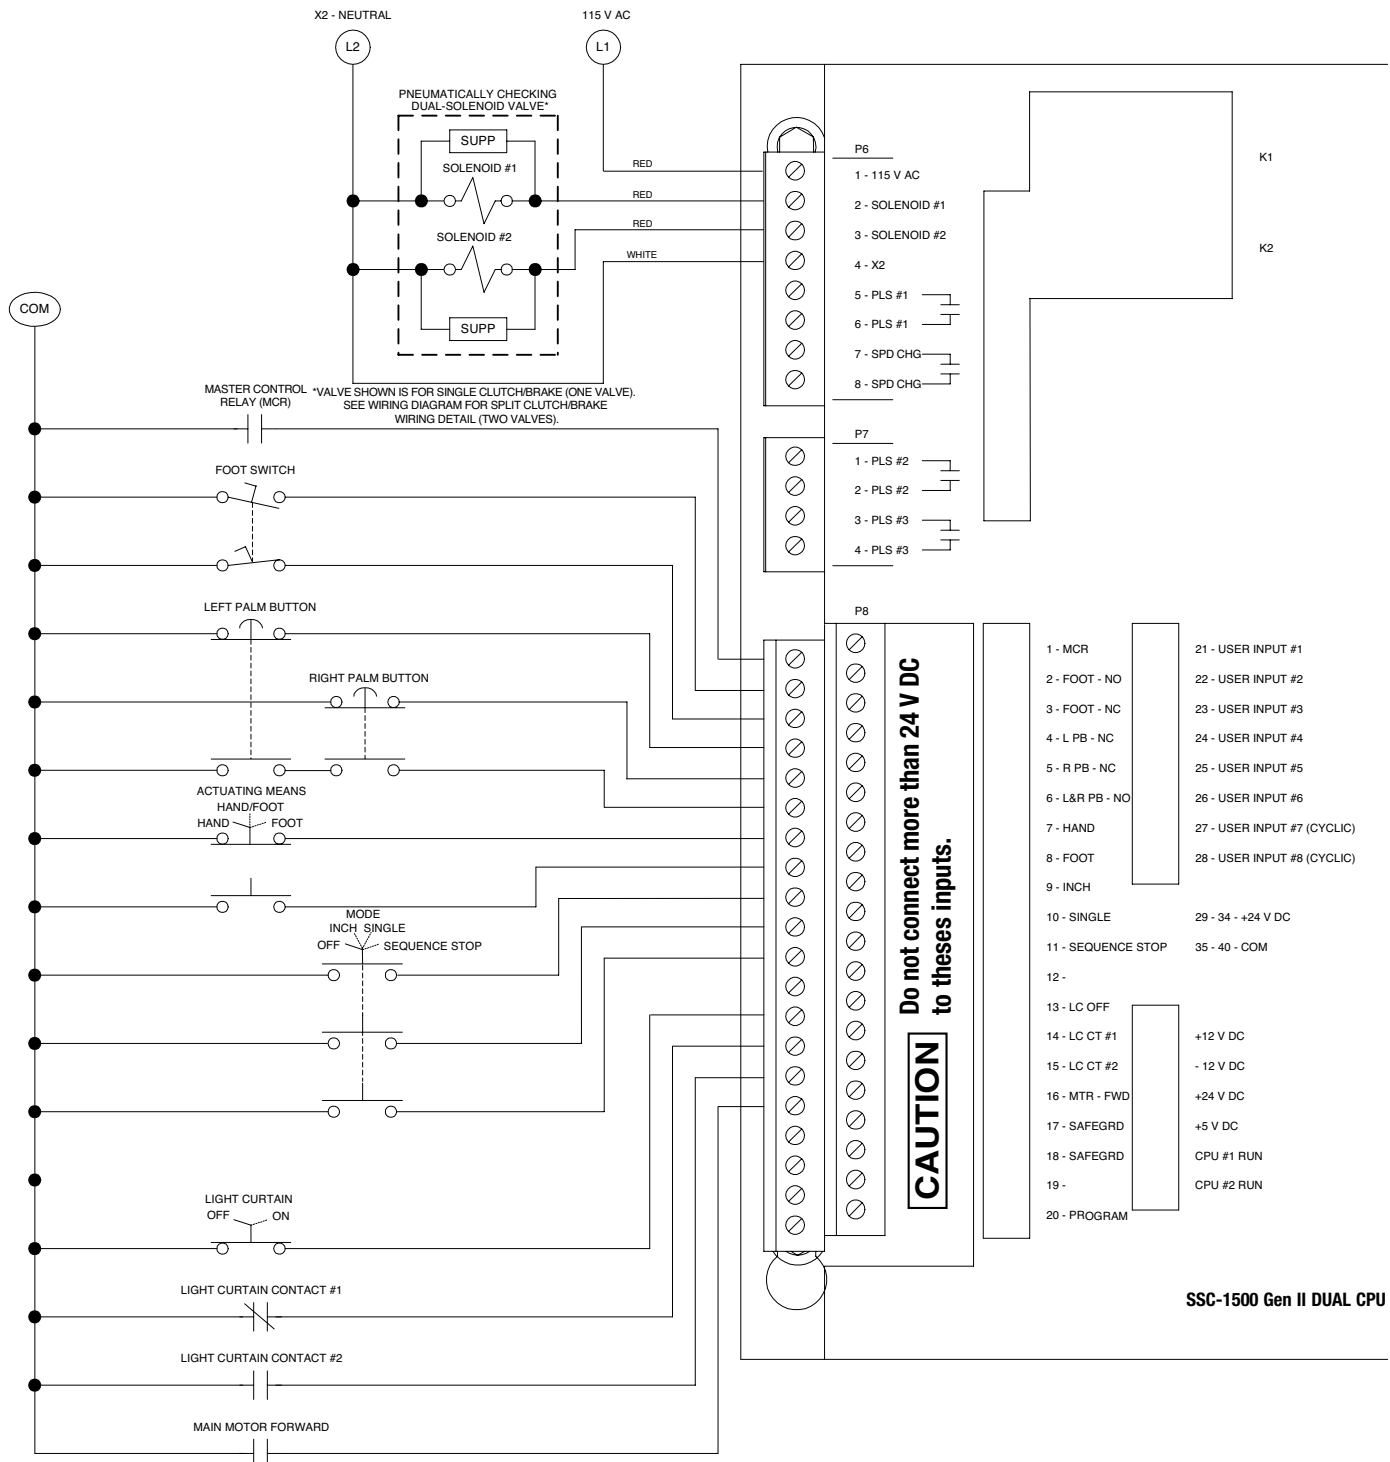 X2 - NEUTRAL
115 V AC
L2
L1
PNEUMATICALLY CHECKING
DUAL-SOLENOID VALVE*
SUPP
SOLENOID #1
SOLENOID #2
SUPP
RED
RED
RED
WHITE
*VALVE SHOWN IS FOR SINGLE CLUTCH/BRAKE (ONE VALVE).
SEE WIRING DIAGRAM FOR SPLIT CLUTCH/BRAKE
WIRING DETAIL (TWO VALVES).
COM
MASTER CONTROL
RELAY (MCR)
FOOT SWITCH
LEFT PALM BUTTON
RIGHT PALM BUTTON
ACTUATING MEANS
HAND/FOOT
HAND
FOOT
MODE
INCH SINGLE
OFF
SEQUENCE STOP
LIGHT CURTAIN
OFF
ON
LIGHT CURTAIN CONTACT #1
LIGHT CURTAIN CONTACT #2
MAIN MOTOR FORWARD
P6
1 - 115 V AC
2 - SOLENOID #1
3 - SOLENOID #2
4 - X2
5 - PLS #1
6 - PLS #1
7 - SPD CHG
8 - SPD CHG
K1
K2
P7
1 - PLS #2
2 - PLS #2
3 - PLS #3
4 - PLS #3
P8
CAUTION
Do not connect more than 24 V DC
to theses inputs.
1 - MCR
2 - FOOT - NO
3 - FOOT - NC
4 - L PB - NC
5 - R PB - NC
6 - L&R PB - NO
7 - HAND
8 - FOOT
9 - INCH
10 - SINGLE
11 - SEQUENCE STOP
12 -
13 - LC OFF
14 - LC CT #1
15 - LC CT #2
16 - MTR - FWD
17 - SAFEGRD
18 - SAFEGRD
19 -
20 - PROGRAM
21 - USER INPUT #1
22 - USER INPUT #2
23 - USER INPUT #3
24 - USER INPUT #4
25 - USER INPUT #5
26 - USER INPUT #6
27 - USER INPUT #7 (CYCLIC)
28 - USER INPUT #8 (CYCLIC)
29 - 34 - +24 V DC
35 - 40 - COM
+12 V DC
- 12 V DC
+24 V DC
+5 V DC
CPU #1 RUN
CPU #2 RUN
SSC-1500 Gen II DUAL CPU